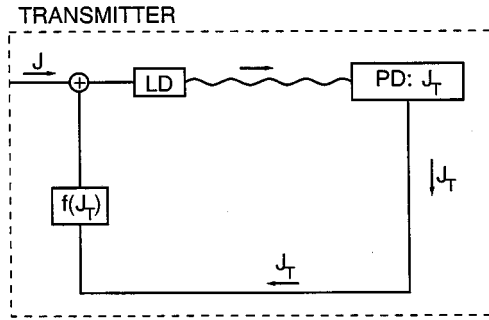 TRANSMITTER
J
+
LD
PD: J_T
J_T
f(J_T)
J_T